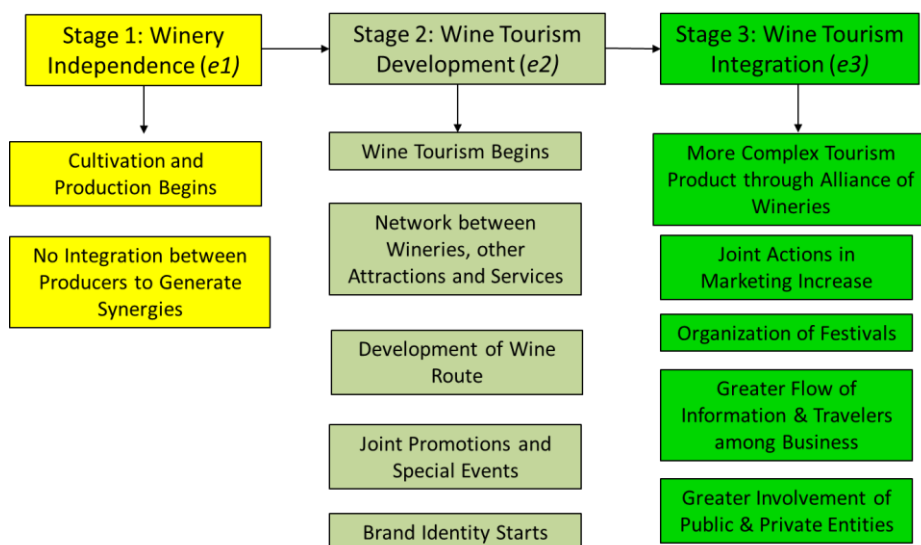 Stage 1: Winery
Independence (e1)
Stage 2: Wine Tourism
Development (e2)
Stage 3: Wine Tourism
Integration (e3)
Cultivation and
Production Begins
No Integration between
Producers to Generate
Synergies
Wine Tourism Begins
Network between
Wineries, other
Attractions and Services
Development of Wine
Route
Joint Promotions and
Special Events
Brand Identity Starts
More Complex Tourism
Product through Alliance of
Wineries
Joint Actions in
Marketing Increase
Organization of Festivals
Greater Flow of
Information & Travelers
among Business
Greater Involvement of
Public & Private Entities